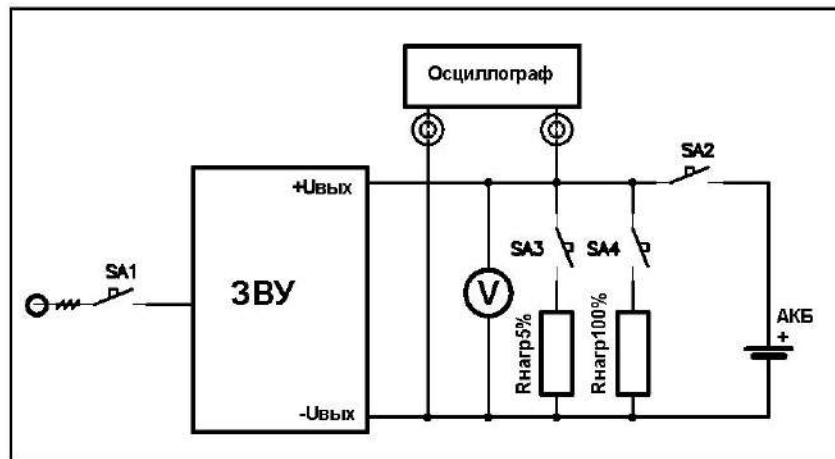 Осциллограф
SA2
+Uвых
SA3
SA4
SA1
ЗВУ
V
Rнагр5%
Rнагр100%
АКБ
+
-Uвых